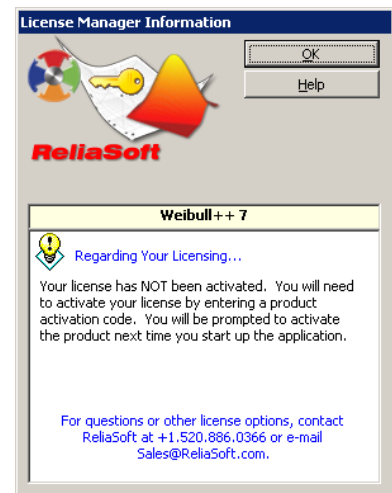 License Manager Information
OK
Help
ReliaSoft
Weibull++ 7
Regarding Your Licensing...
Your license has NOT been activated.  You will need
to activate your license by entering a product
activation code.  You will be prompted to activate
the product next time you start up the application.
For questions or other license options, contact
ReliaSoft at +1.520.886.0366 or e-mail
Sales@ReliaSoft.com.